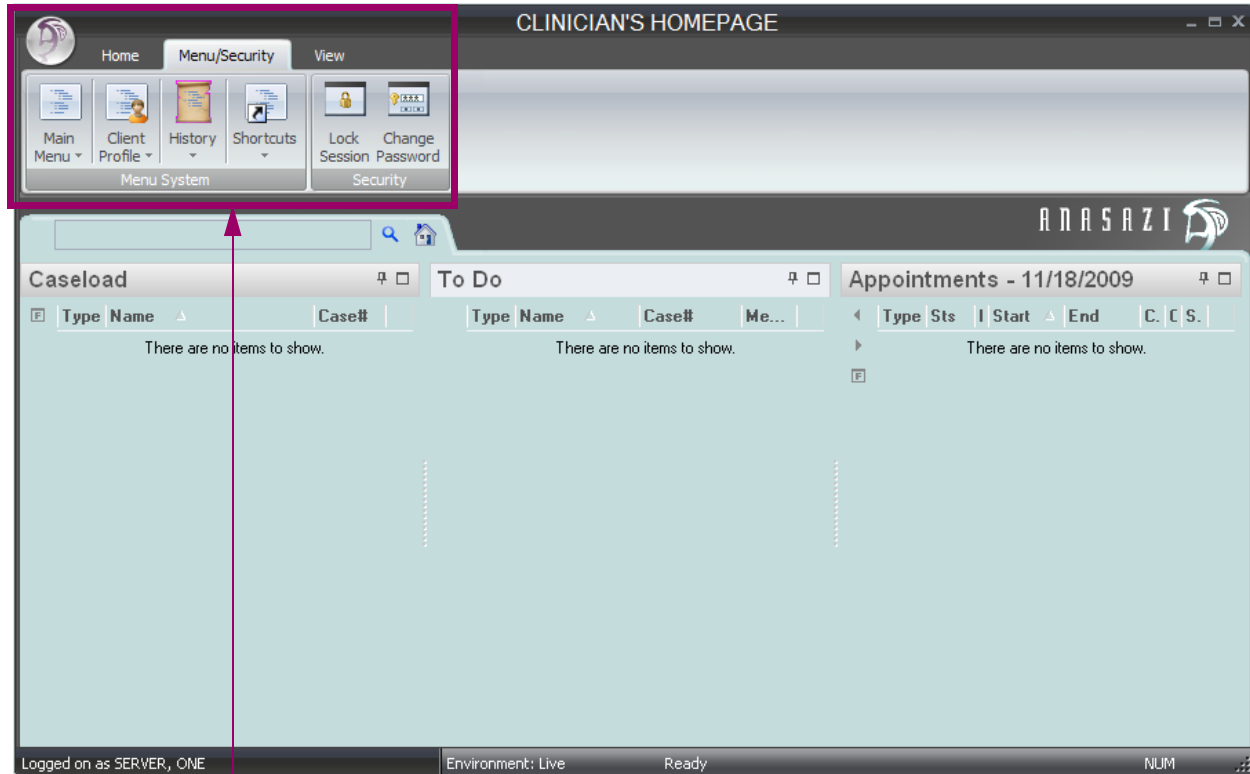 CLINICIAN'S HOMEPAGE
Home Menu/Security View
Main Menu Client Profile History Shortcuts Lock Session Change Password
Menu System Security
ANASAZI
Caseload To Do Appointments - 11/18/2009
F Type Name Case# Type Name Case# Me... Type Sts I Start End C. C S.
There are no items to show. There are no items to show. There are no items to show.
F
Logged on as SERVER, ONE Environment: Live Ready NUM